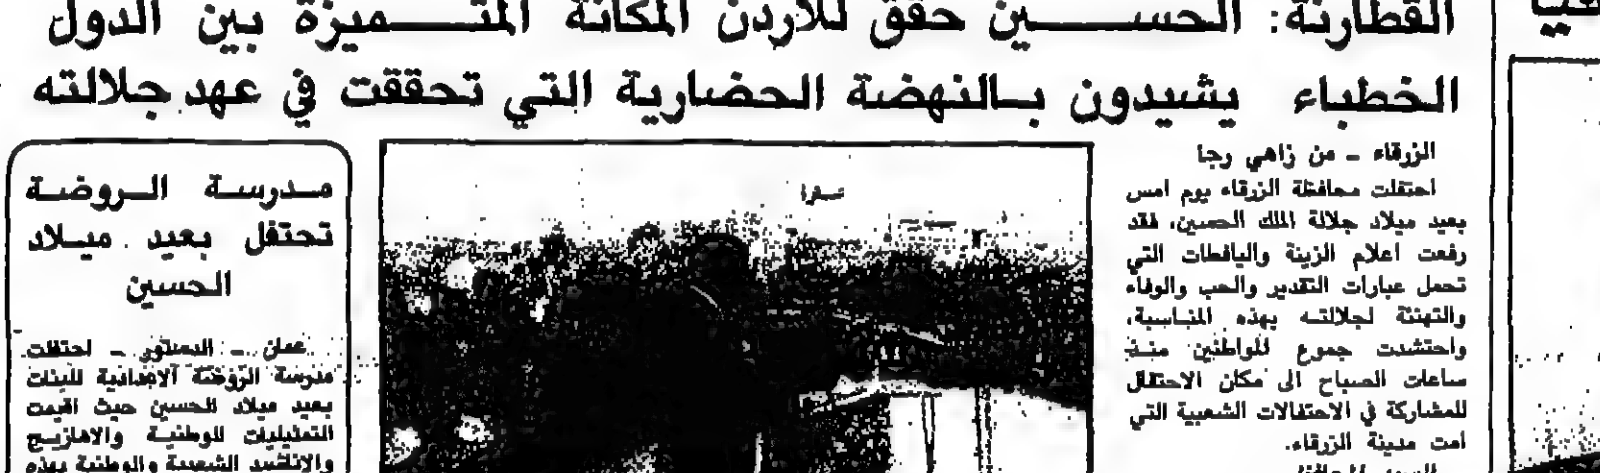 القطارنة: الحسين حقق للأردن المكانة المتميزة بين الدول
الخطباء يشيدون بالنهضة الحضارية التي تحققت في عهد جلالته
الزرقاء - من زاهي رجا
احتفلت محافظة الزرقاء يوم امس
بعيد ميلاد جلالة الملك الحسين، فقد
رفعت اعلام الزينة واليافطات التي
تحمل عبارات التقدير والحب والوفاء
والتهنئة لجلالته بهذه المناسبة،
واحتشدت جموع المواطنين منذ
ساعات الصباح الى مكان الاحتفال
للمشاركة في الاحتفالات الشعبية التي
امت مدينة الزرقاء.
مدرسة الروضة
تحتفل بعيد ميلاد
الحسين
عمان - الدستور - احتفلت
مدرسة الروضة الاعدادية للبنات
بعيد ميلاد الحسين حيث اقيمت
التمثيليات الوطنية والاهازيج
والاناشيد الشعبية والوطنية بهذه